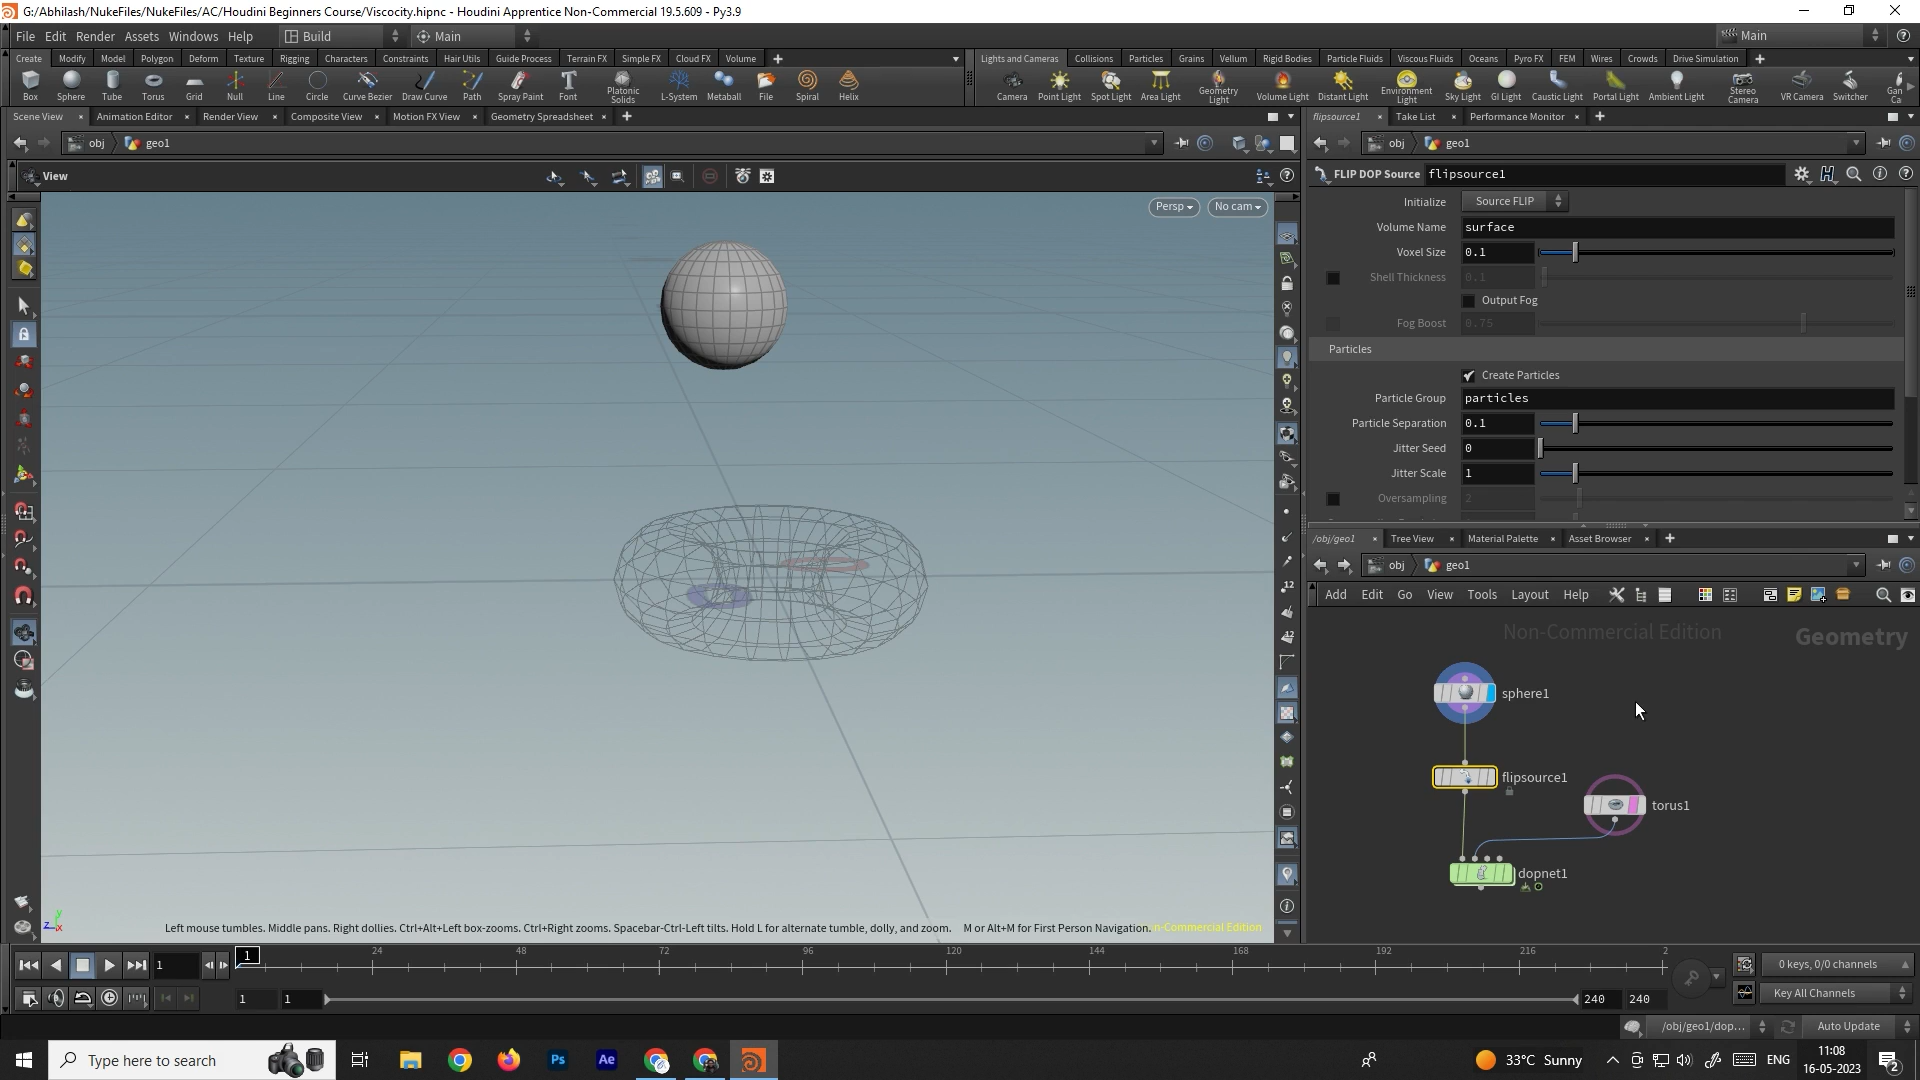 G:/Abhilash/NukeFiles/NukeFiles/AC/Houdini Beginners Course/Viscocity.hipnc - Houdini Apprentice Non-Commercial 19.5.609 - Py3.9
File Edit Render Assets Windows Help Build Main Main
Create Modify Model Polygon Deform Texture Rigging Characters Constraints Hair Utils Guide Process Terrain FX Simple FX Cloud FX Volume
Lights and Cameras Collisions Particles Grains Vellum Rigid Bodies Particle Fluids Viscous Fluids Oceans Pyro FX FEM Wires Crowds Drive Simulation
Box Sphere Tube Torus Grid Null Line Circle Curve Bezier Draw Curve Path Spray Paint Font Platonic Solids L-System Metaball File Spiral Helix
Camera Point Light Spot Light Area Light Geometry Light Volume Light Distant Light Environment Light Sky Light GI Light Caustic Light Portal Light Ambient Light Stereo Camera VR Camera Switcher Gan Ca
Scene View Animation Editor Render View Composite View Motion FX View Geometry Spreadsheet
flipsource1 Take List Performance Monitor
obj geo1
obj geo1
View
FLIP DOP Source flipsource1
Persp No cam
Initialize Source FLIP
Volume Name surface
Voxel Size 0.1
Shell Thickness 0.1
Output Fog
Fog Boost 0.75
Particles
Create Particles
Particle Group particles
Particle Separation 0.1
Jitter Seed 0
Jitter Scale 1
Oversampling 2
/obj/geo1 Tree View Material Palette Asset Browser
obj geo1
Add Edit Go View Tools Layout Help
Non-Commercial Edition Geometry
sphere1
flipsource1
torus1
dopnet1
Left mouse tumbles. Middle pans. Right dollies. Ctrl+Alt+Left box-zooms. Ctrl+Right zooms. Spacebar-Ctrl-Left tilts. Hold L for alternate tumble, dolly, and zoom. M or Alt+M for First Person Navigation. n-Commercial Edition
z y x
1 1 24 48 72 96 120 144 168 192 216 2
0 keys, 0/0 channels
1 1 240 240 Key All Channels
/obj/geo1/dop... Auto Update
Type here to search
33°C Sunny ENG
11:08
16-05-2023
2